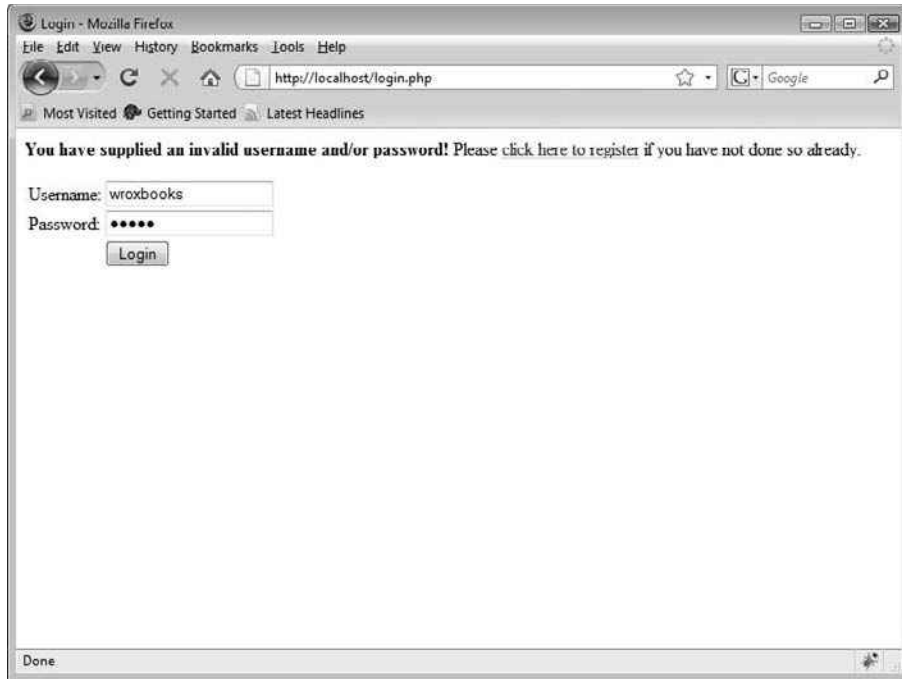 Login - Mozilla Firefox
File Edit View History Bookmarks Tools Help
http://localhost/login.php
G Google
Most Visited Getting Started Latest Headlines
You have supplied an invalid username and/or password! Please click here to register if you have not done so already.
Username: wroxbooks
Password: •••••
Login
Done